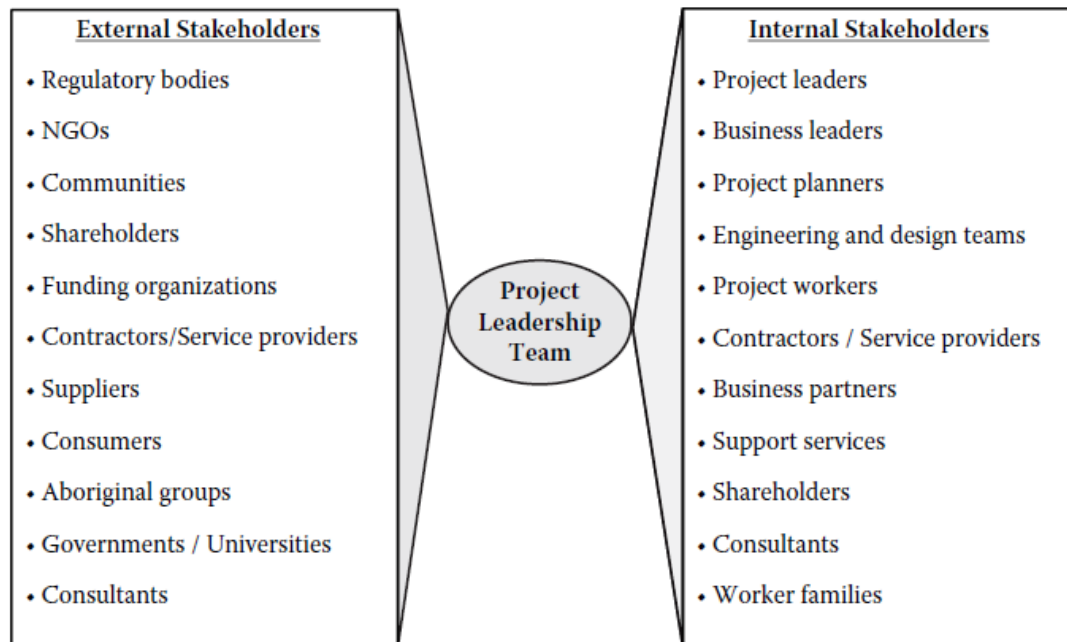 External Stakeholders
• Regulatory bodies
• NGOs
• Communities
• Shareholders
• Funding organizations
• Contractors/Service providers
• Suppliers
• Consumers
• Aboriginal groups
• Governments / Universities
• Consultants
Project
Leadership
Team
Internal Stakeholders
• Project leaders
• Business leaders
• Project planners
• Engineering and design teams
• Project workers
• Contractors / Service providers
• Business partners
• Support services
• Shareholders
• Consultants
• Worker families